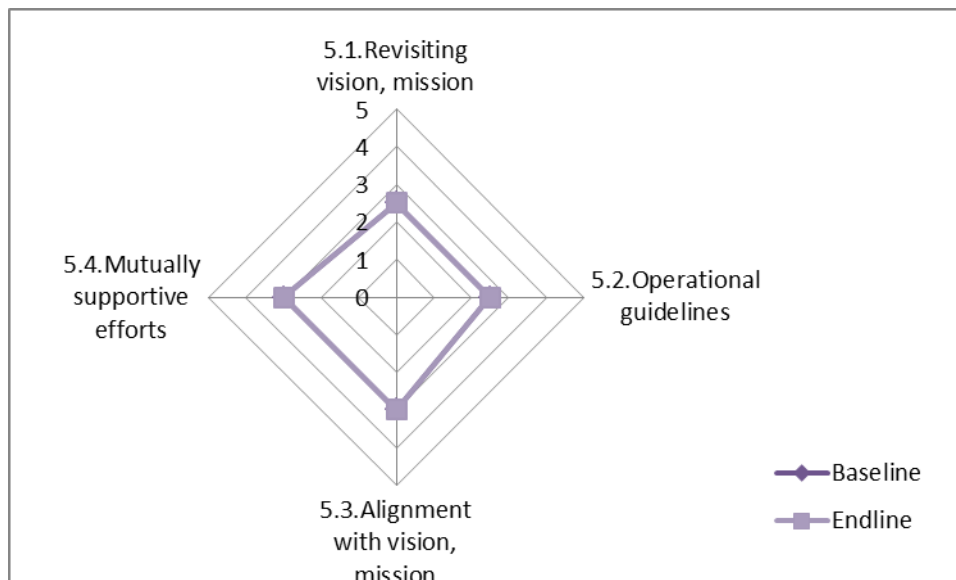 5.1.Revisiting
vision, mission
5
4
3
2
1
0
5.2.Operational
guidelines
5.4.Mutually
supportive
efforts
5.3.Alignment
with vision,
mission
Baseline
Endline